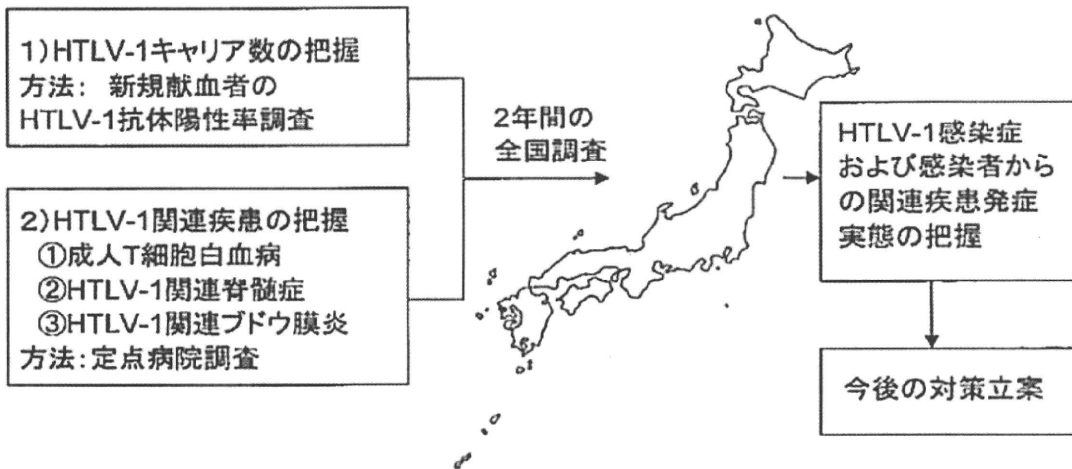 1)HTLV-1キャリア数の把握
方法： 新規献血者の
HTLV-1抗体陽性率調査
2)HTLV-1関連疾患の把握
①成人T細胞白血病
②HTLV-1関連脊髄症
③HTLV-1関連ブドウ膜炎
方法：定点病院調査
2年間の
全国調査
HTLV-1感染症
および感染者から
の関連疾患発症
実態の把握
今後の対策立案